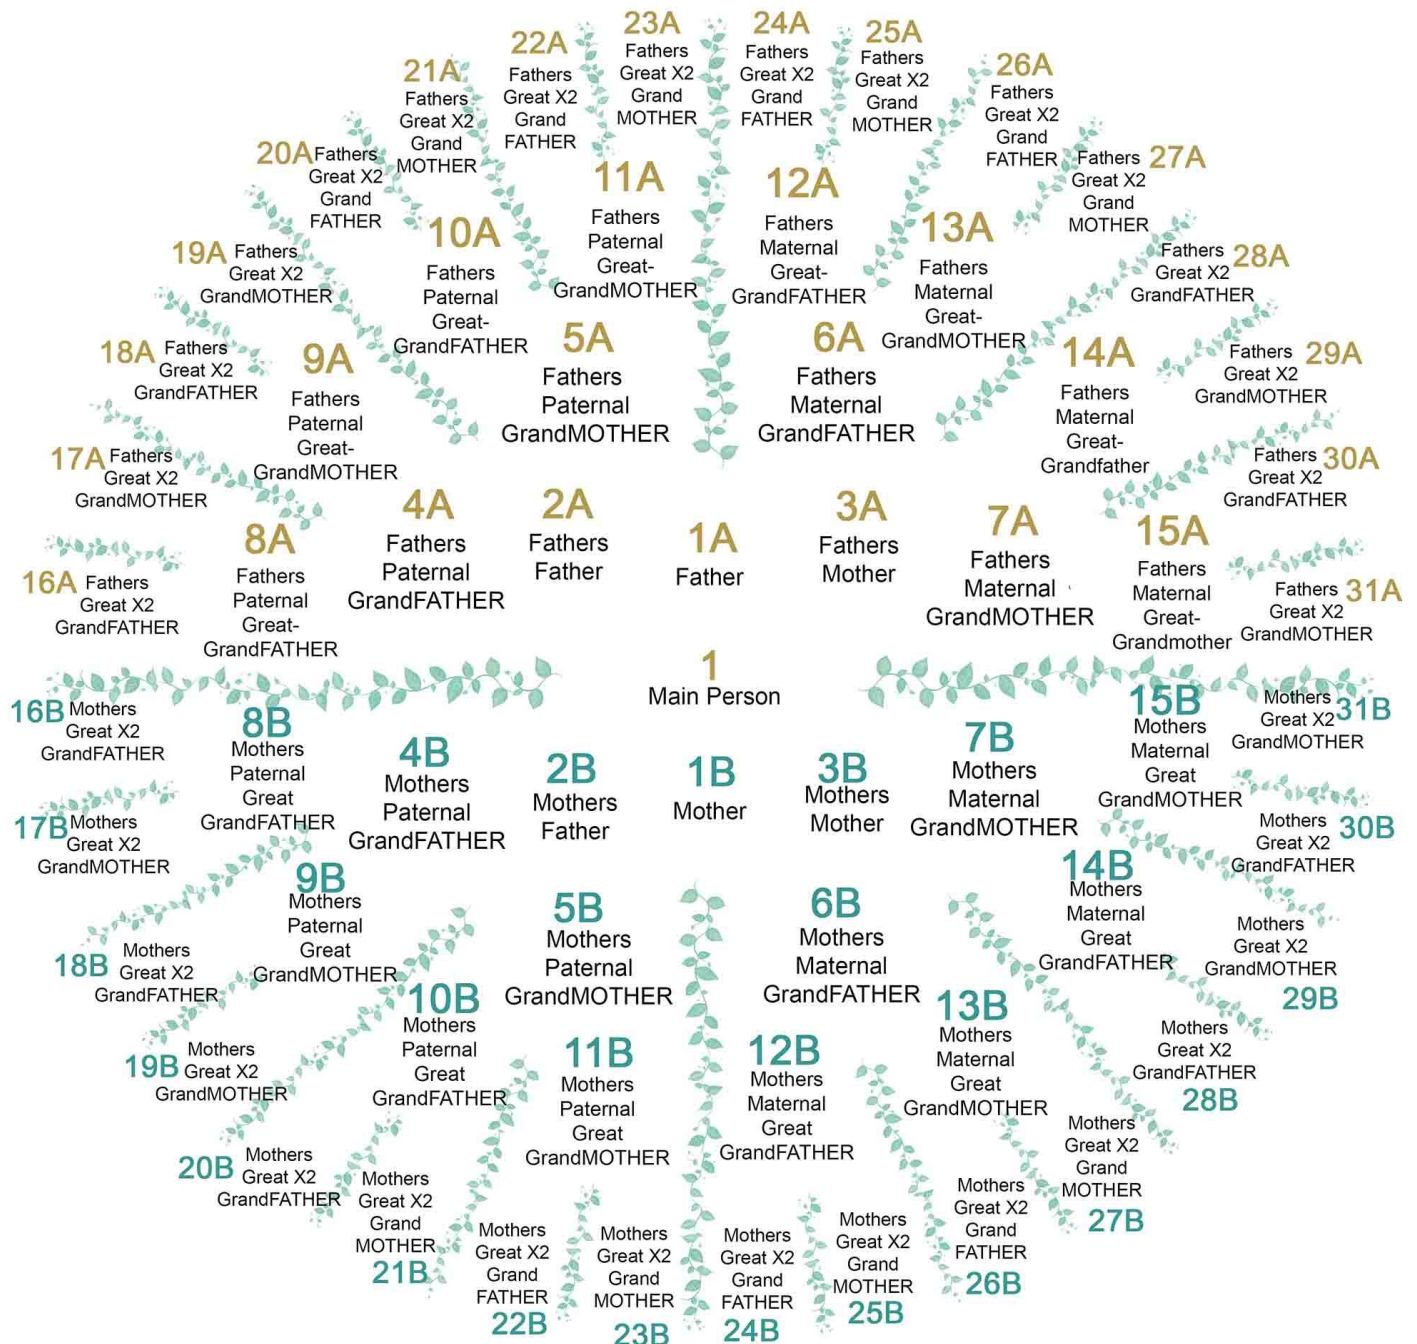 23A
Fathers
Great X2
Grand
MOTHER
24A
Fathers
Great X2
Grand
FATHER
22A
Fathers
Great X2
Grand
FATHER
25A
Fathers
Great X2
Grand
MOTHER
21A
Fathers
Great X2
Grand
MOTHER
26A
Fathers
Great X2
Grand
FATHER
20A
Fathers
Great X2
Grand
FATHER
27A
Fathers
Great X2
Grand
MOTHER
11A
Fathers
Paternal
Great-
GrandMOTHER
12A
Fathers
Maternal
Great-
GrandFATHER
10A
Fathers
Paternal
Great-
GrandFATHER
13A
Fathers
Maternal
Great-
GrandMOTHER
19A
Fathers
Great X2
GrandMOTHER
28A
Fathers
Great X2
GrandFATHER
18A
Fathers
Great X2
GrandFATHER
9A
Fathers
Paternal
Great-
GrandMOTHER
5A
Fathers
Paternal
GrandMOTHER
6A
Fathers
Maternal
GrandFATHER
14A
Fathers
Maternal
Great-
Grandfather
29A
Fathers
Great X2
GrandMOTHER
17A
Fathers
Great X2
GrandMOTHER
30A
Fathers
Great X2
GrandFATHER
16A
Fathers
Great X2
GrandFATHER
8A
Fathers
Paternal
Great-
GrandFATHER
4A
Fathers
Paternal
GrandFATHER
2A
Fathers
Father
1A
Father
3A
Fathers
Mother
7A
Fathers
Maternal
GrandMOTHER
15A
Fathers
Maternal
Great-
Grandmother
31A
Fathers
Great X2
GrandMOTHER
1
Main Person
16B
Mothers
Great X2
GrandFATHER
8B
Mothers
Paternal
Great
GrandFATHER
4B
Mothers
Paternal
GrandFATHER
2B
Mothers
Father
1B
Mother
3B
Mothers
Mother
7B
Mothers
Maternal
GrandMOTHER
15B
Mothers
Maternal
Great
GrandMOTHER
31B
Mothers
Great X2
GrandMOTHER
17B
Mothers
Great X2
GrandMOTHER
30B
Mothers
Great X2
GrandFATHER
9B
Mothers
Paternal
Great
GrandMOTHER
5B
Mothers
Paternal
GrandMOTHER
6B
Mothers
Maternal
GrandFATHER
14B
Mothers
Maternal
Great
GrandFATHER
18B
Mothers
Great X2
GrandFATHER
Mothers
Great X2
GrandMOTHER
29B
10B
Mothers
Paternal
Great
GrandFATHER
13B
Mothers
Maternal
Great
GrandMOTHER
19B
Mothers
Great X2
GrandMOTHER
11B
Mothers
Paternal
Great
GrandMOTHER
12B
Mothers
Maternal
Great
GrandFATHER
Mothers
Great X2
GrandFATHER
28B
20B
Mothers
Great X2
GrandFATHER
Mothers
Great X2
Grand
MOTHER
27B
Mothers
Great X2
Grand
MOTHER
21B
Mothers
Great X2
Grand
FATHER
26B
Mothers
Great X2
Grand
FATHER
22B
Mothers
Great X2
Grand
MOTHER
23B
Mothers
Great X2
Grand
FATHER
24B
Mothers
Great X2
Grand
MOTHER
25B